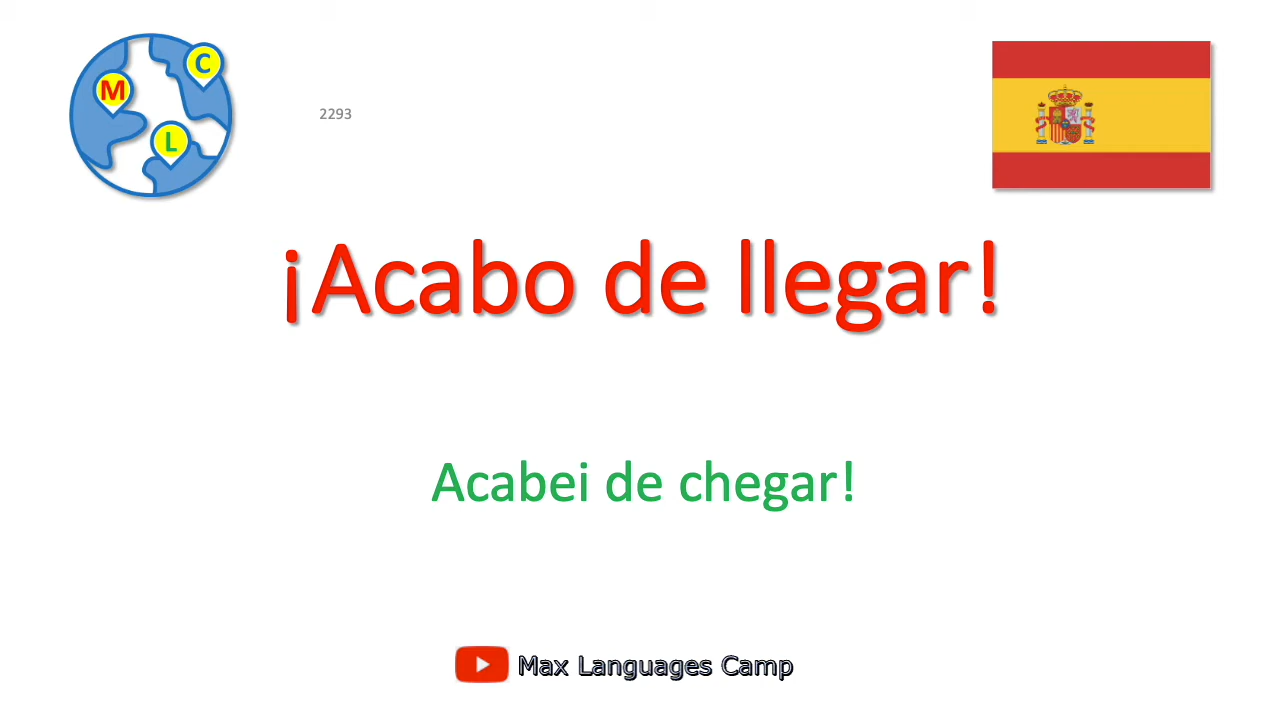 M
C
L
2293
¡Acabo de llegar!
Acabei de chegar!
Max Languages Camp